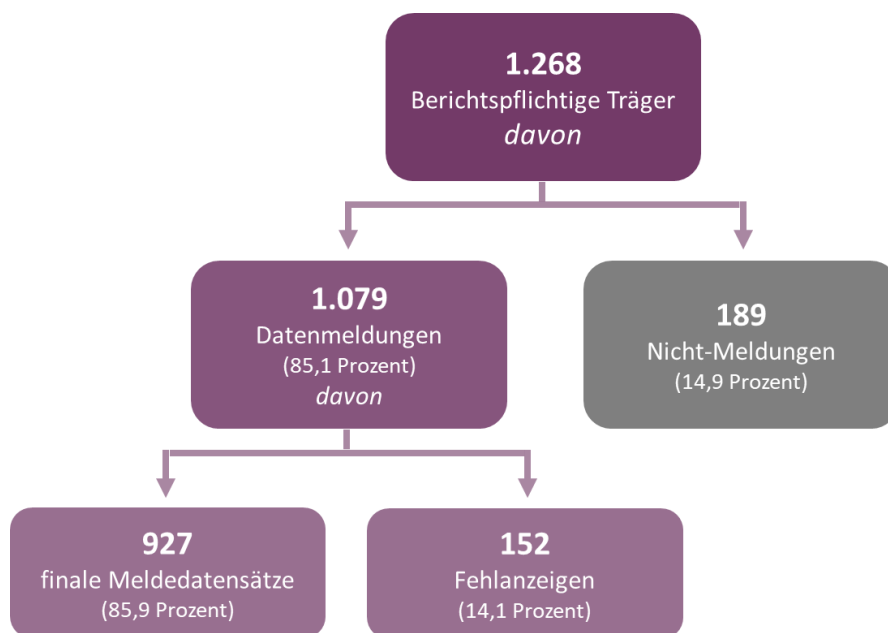 1.268
Berichtspflichtige Träger
davon
1.079
Datenmeldungen
(85,1 Prozent)
davon
189
Nicht-Meldungen
(14,9 Prozent)
927
finale Meldedatensätze
(85,9 Prozent)
152
Fehlanzeigen
(14,1 Prozent)